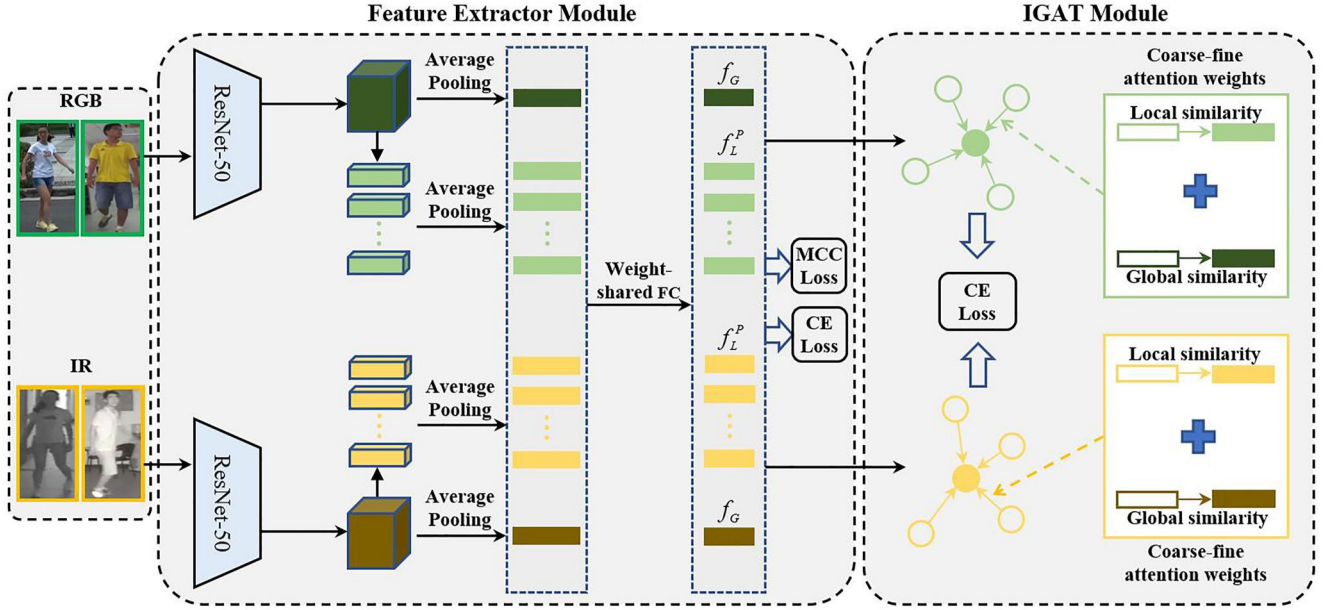 Feature Extractor Module
IGAT Module
RGB
IR
ResNet-50
ResNet-50
Average
Pooling
Average
Pooling
Average
Pooling
Average
Pooling
Weight-
shared FC
f_G
f_L^P
f_L^P
f_G
MCC
Loss
CE
Loss
CE
Loss
Coarse-fine
attention weights
Local similarity
Global similarity
Local similarity
Global similarity
Coarse-fine
attention weights